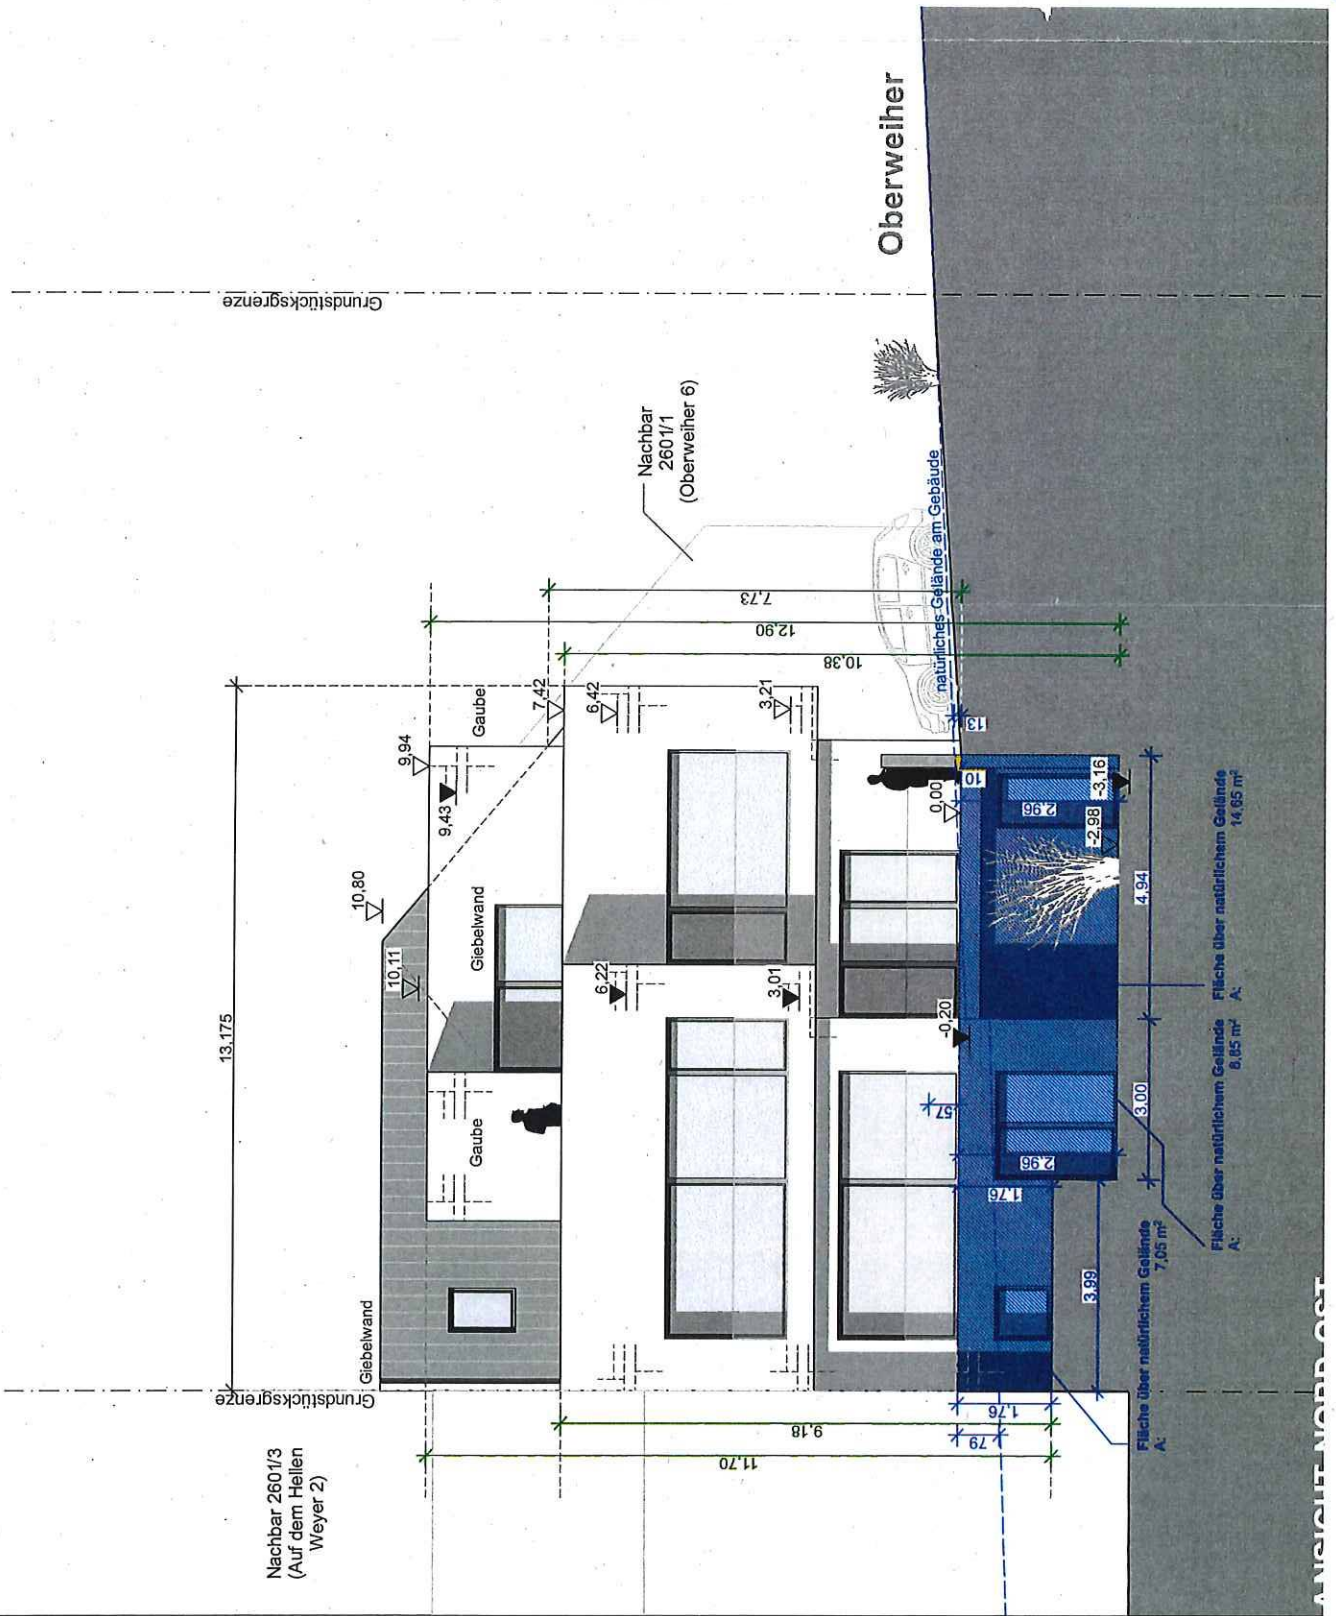 Nachbar 2601/3
(Auf dem Hellen
Weyer 2)
Grundstücksgrenze
Grundstücksgrenze
13,175
Giebelwand
10,11
10,80
9,94
9,43
Gaube
Giebelwand
Gaube
7,42
6,42
6,22
3,21
3,01
0,00
-0,20
-2,98
-3,16
Nachbar
2601/1
(Oberweiher 6)
Oberweiher
natürliches Gelände am Gebäude
7,73
12,90
10,38
13
10
2,96
57
2,96
1,76
1,76
79
9,18
11,70
3,99
3,00
4,94
Fläche über natürlichem Gelände
A: 7,05 m²
Fläche über natürlichem Gelände
A: 8,85 m²
Fläche über natürlichem Gelände
A: 14,65 m²
ANSICHT NORD-OST